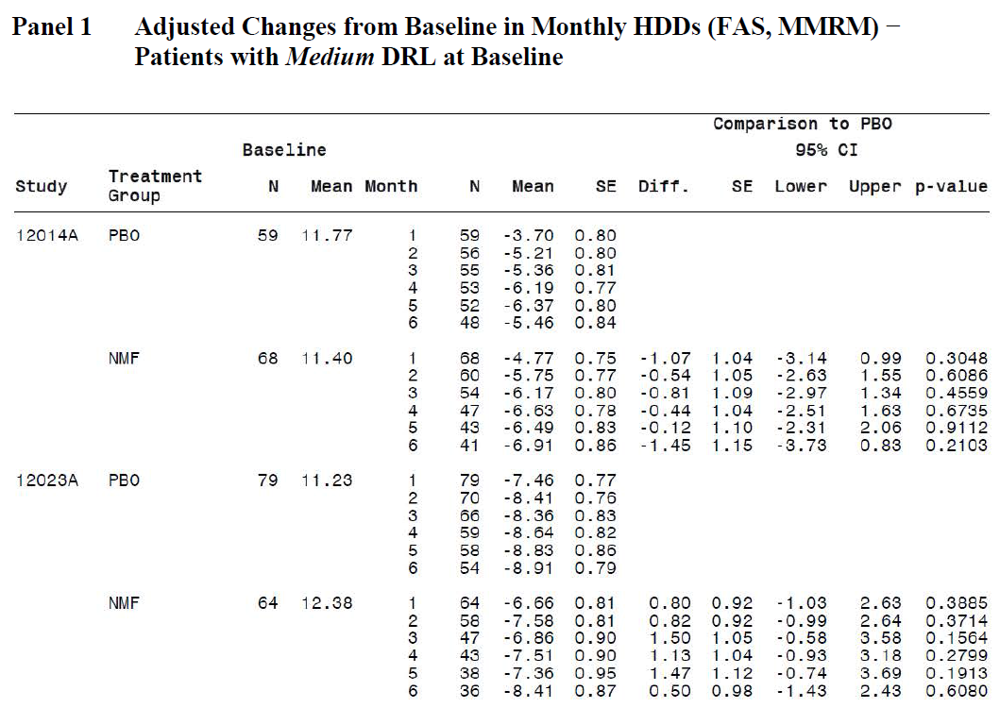 Panel 1 Adjusted Changes from Baseline in Monthly HDDs (FAS, MMRM) −
Patients with Medium DRL at Baseline
Comparison to PBO
Baseline 95% CI
Study Treatment Group N Mean Month N Mean SE Diff. SE Lower Upper p-value
12014A PBO 59 11.77 1 59 -3.70 0.80
2 56 -5.21 0.80
3 55 -5.36 0.81
4 53 -6.19 0.77
5 52 -6.37 0.80
6 48 -5.46 0.84
NMF 68 11.40 1 68 -4.77 0.75 -1.07 1.04 -3.14 0.99 0.3048
2 60 -5.75 0.77 -0.54 1.05 -2.63 1.55 0.6086
3 54 -6.17 0.80 -0.81 1.09 -2.97 1.34 0.4559
4 47 -6.63 0.78 -0.44 1.04 -2.51 1.63 0.6735
5 43 -6.49 0.83 -0.12 1.10 -2.31 2.06 0.9112
6 41 -6.91 0.86 -1.45 1.15 -3.73 0.83 0.2103
12023A PBO 79 11.23 1 79 -7.46 0.77
2 70 -8.41 0.76
3 66 -8.36 0.83
4 59 -8.64 0.82
5 58 -8.83 0.86
6 54 -8.91 0.79
NMF 64 12.38 1 64 -6.66 0.81 0.80 0.92 -1.03 2.63 0.3885
2 58 -7.58 0.81 0.82 0.92 -0.99 2.64 0.3714
3 47 -6.86 0.90 1.50 1.05 -0.58 3.58 0.1564
4 43 -7.51 0.90 1.13 1.04 -0.93 3.18 0.2799
5 38 -7.36 0.95 1.47 1.12 -0.74 3.69 0.1913
6 36 -8.41 0.87 0.50 0.98 -1.43 2.43 0.6080